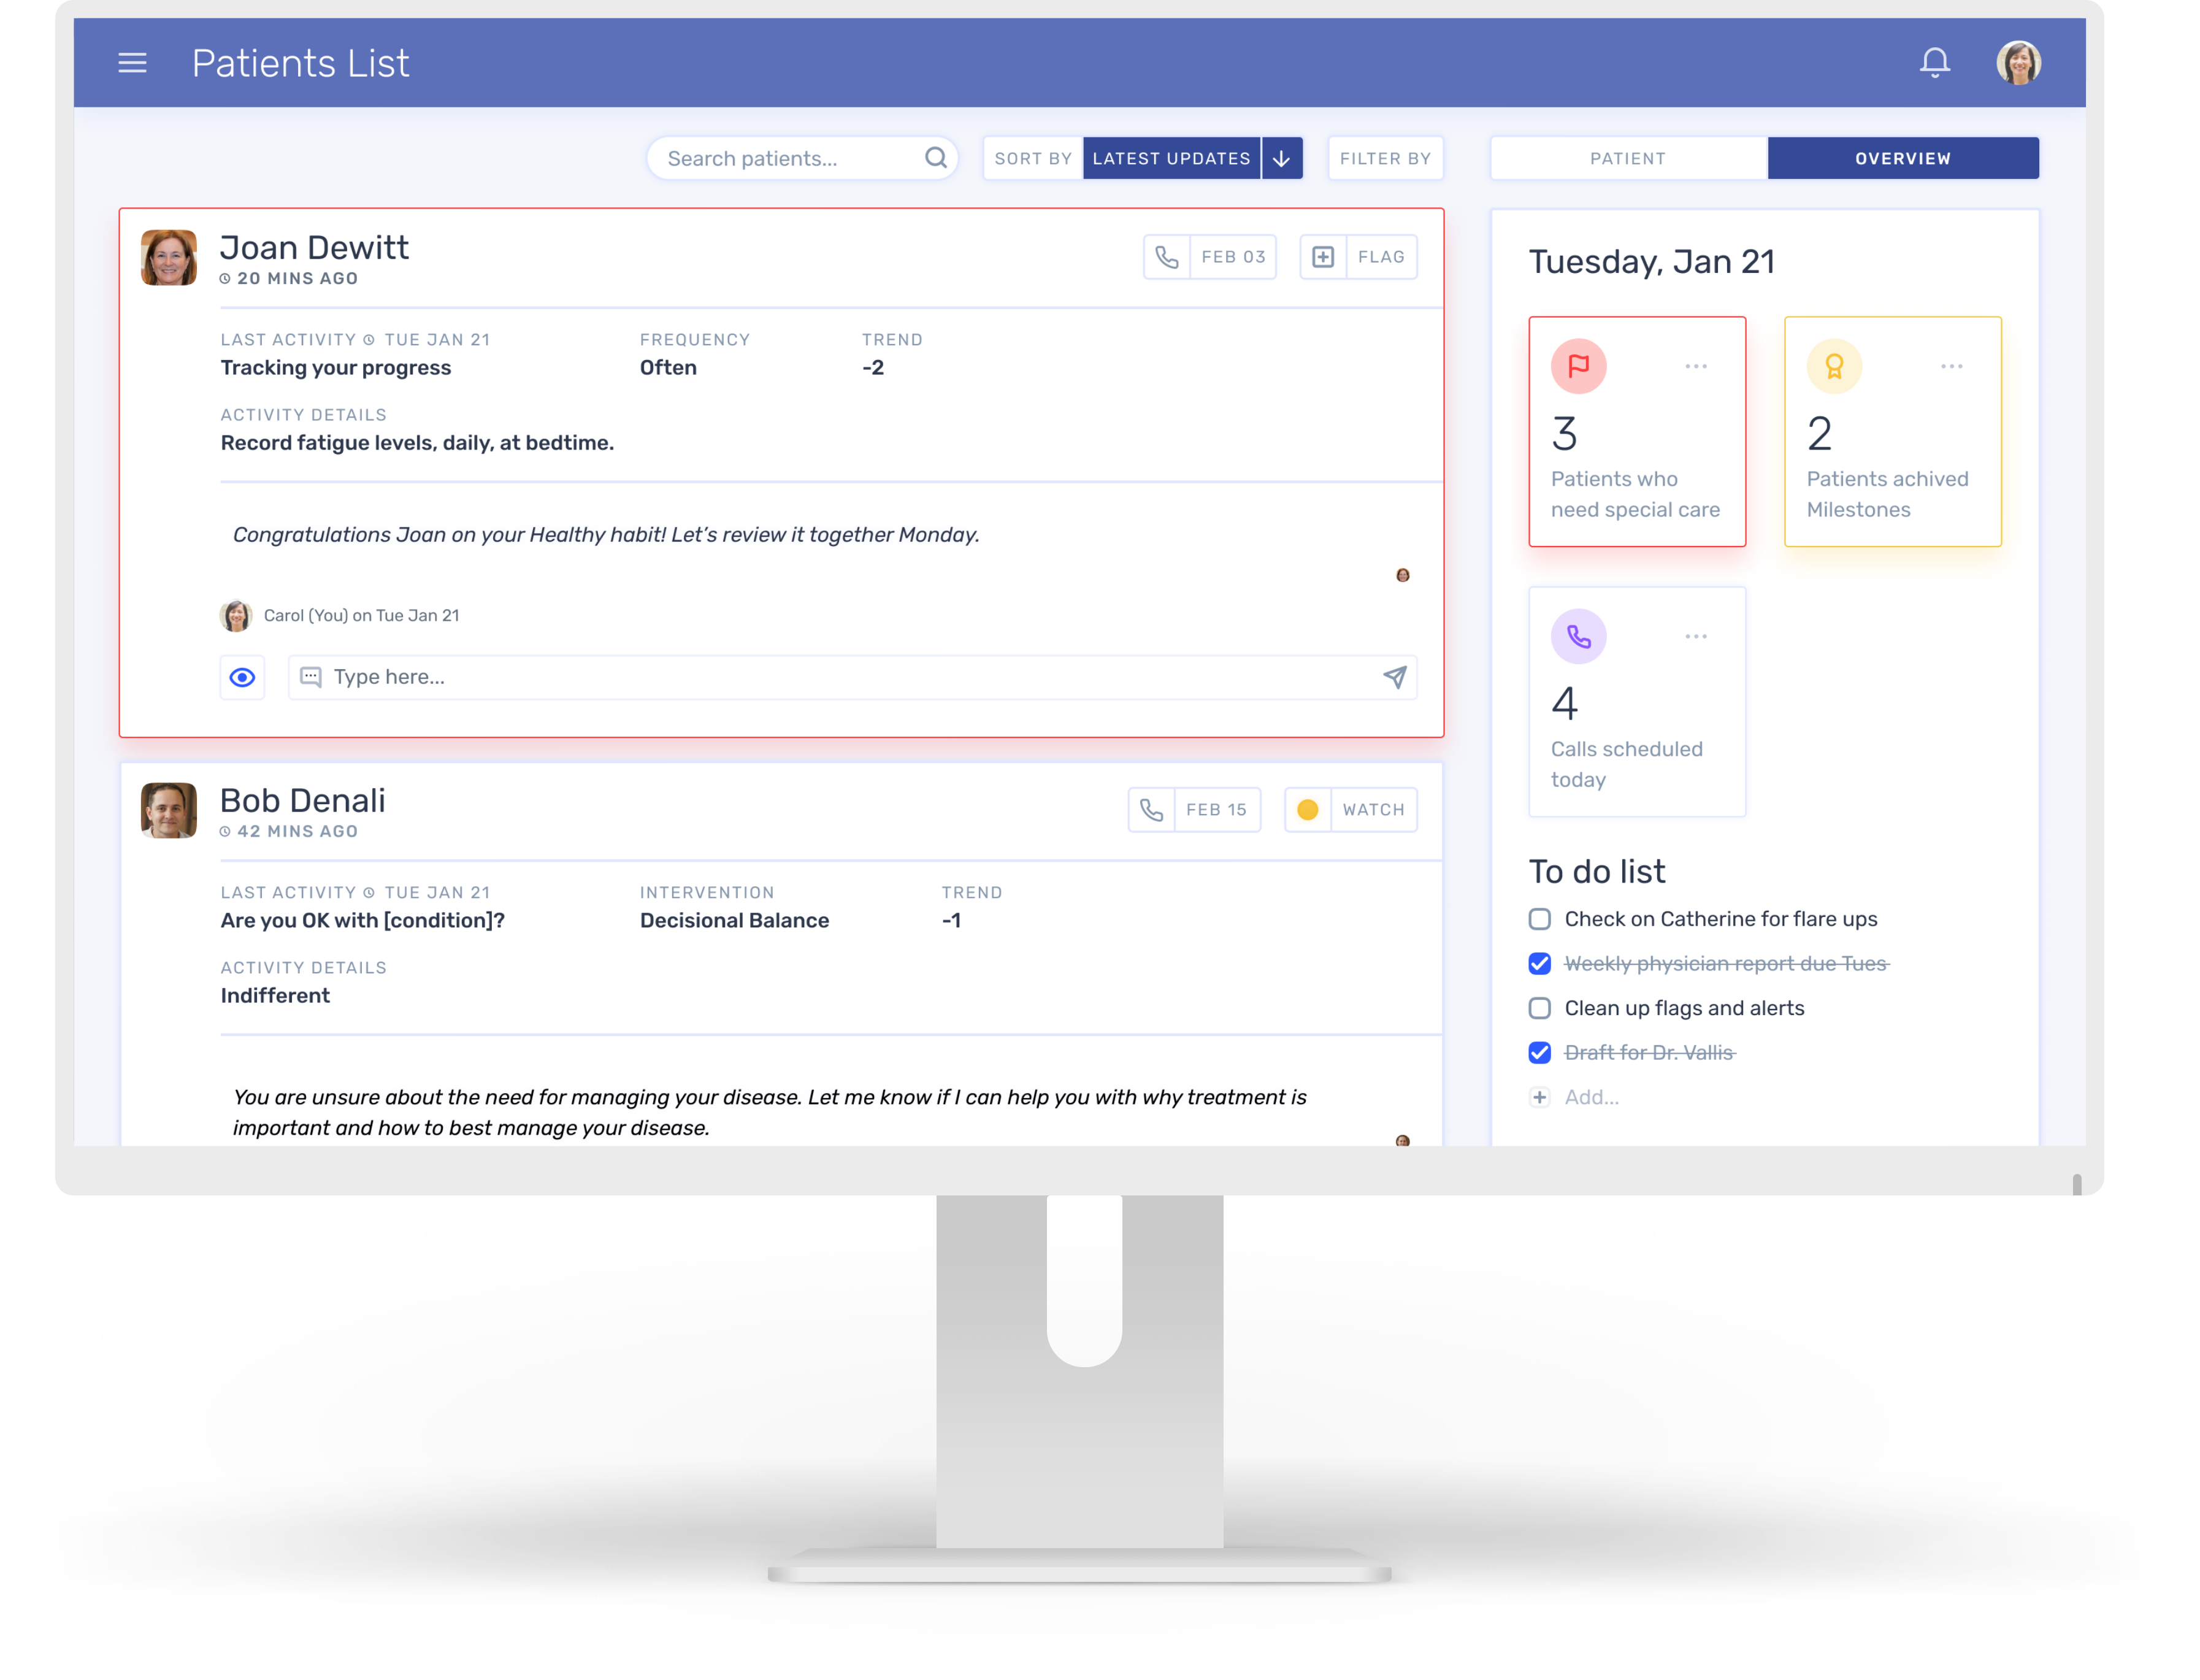 Patients List
Search patients...
SORT BY
LATEST UPDATES
FILTER BY
PATIENT
OVERVIEW
Joan Dewitt
20 MINS AGO
FEB 03
FLAG
LAST ACTIVITY TUE JAN 21
FREQUENCY
TREND
Tracking your progress
Often
-2
ACTIVITY DETAILS
Record fatigue levels, daily, at bedtime.
Congratulations Joan on your Healthy habit! Let’s review it together Monday.
Carol (You) on Tue Jan 21
Type here...
Bob Denali
42 MINS AGO
FEB 15
WATCH
LAST ACTIVITY TUE JAN 21
INTERVENTION
TREND
Are you OK with [condition]?
Decisional Balance
-1
ACTIVITY DETAILS
Indifferent
You are unsure about the need for managing your disease. Let me know if I can help you with why treatment is
important and how to best manage your disease.
Tuesday, Jan 21
3
Patients who
need special care
2
Patients achived
Milestones
4
Calls scheduled
today
To do list
Check on Catherine for flare ups
Weekly physician report due Tues
Clean up flags and alerts
Draft for Dr. Vallis
Add...